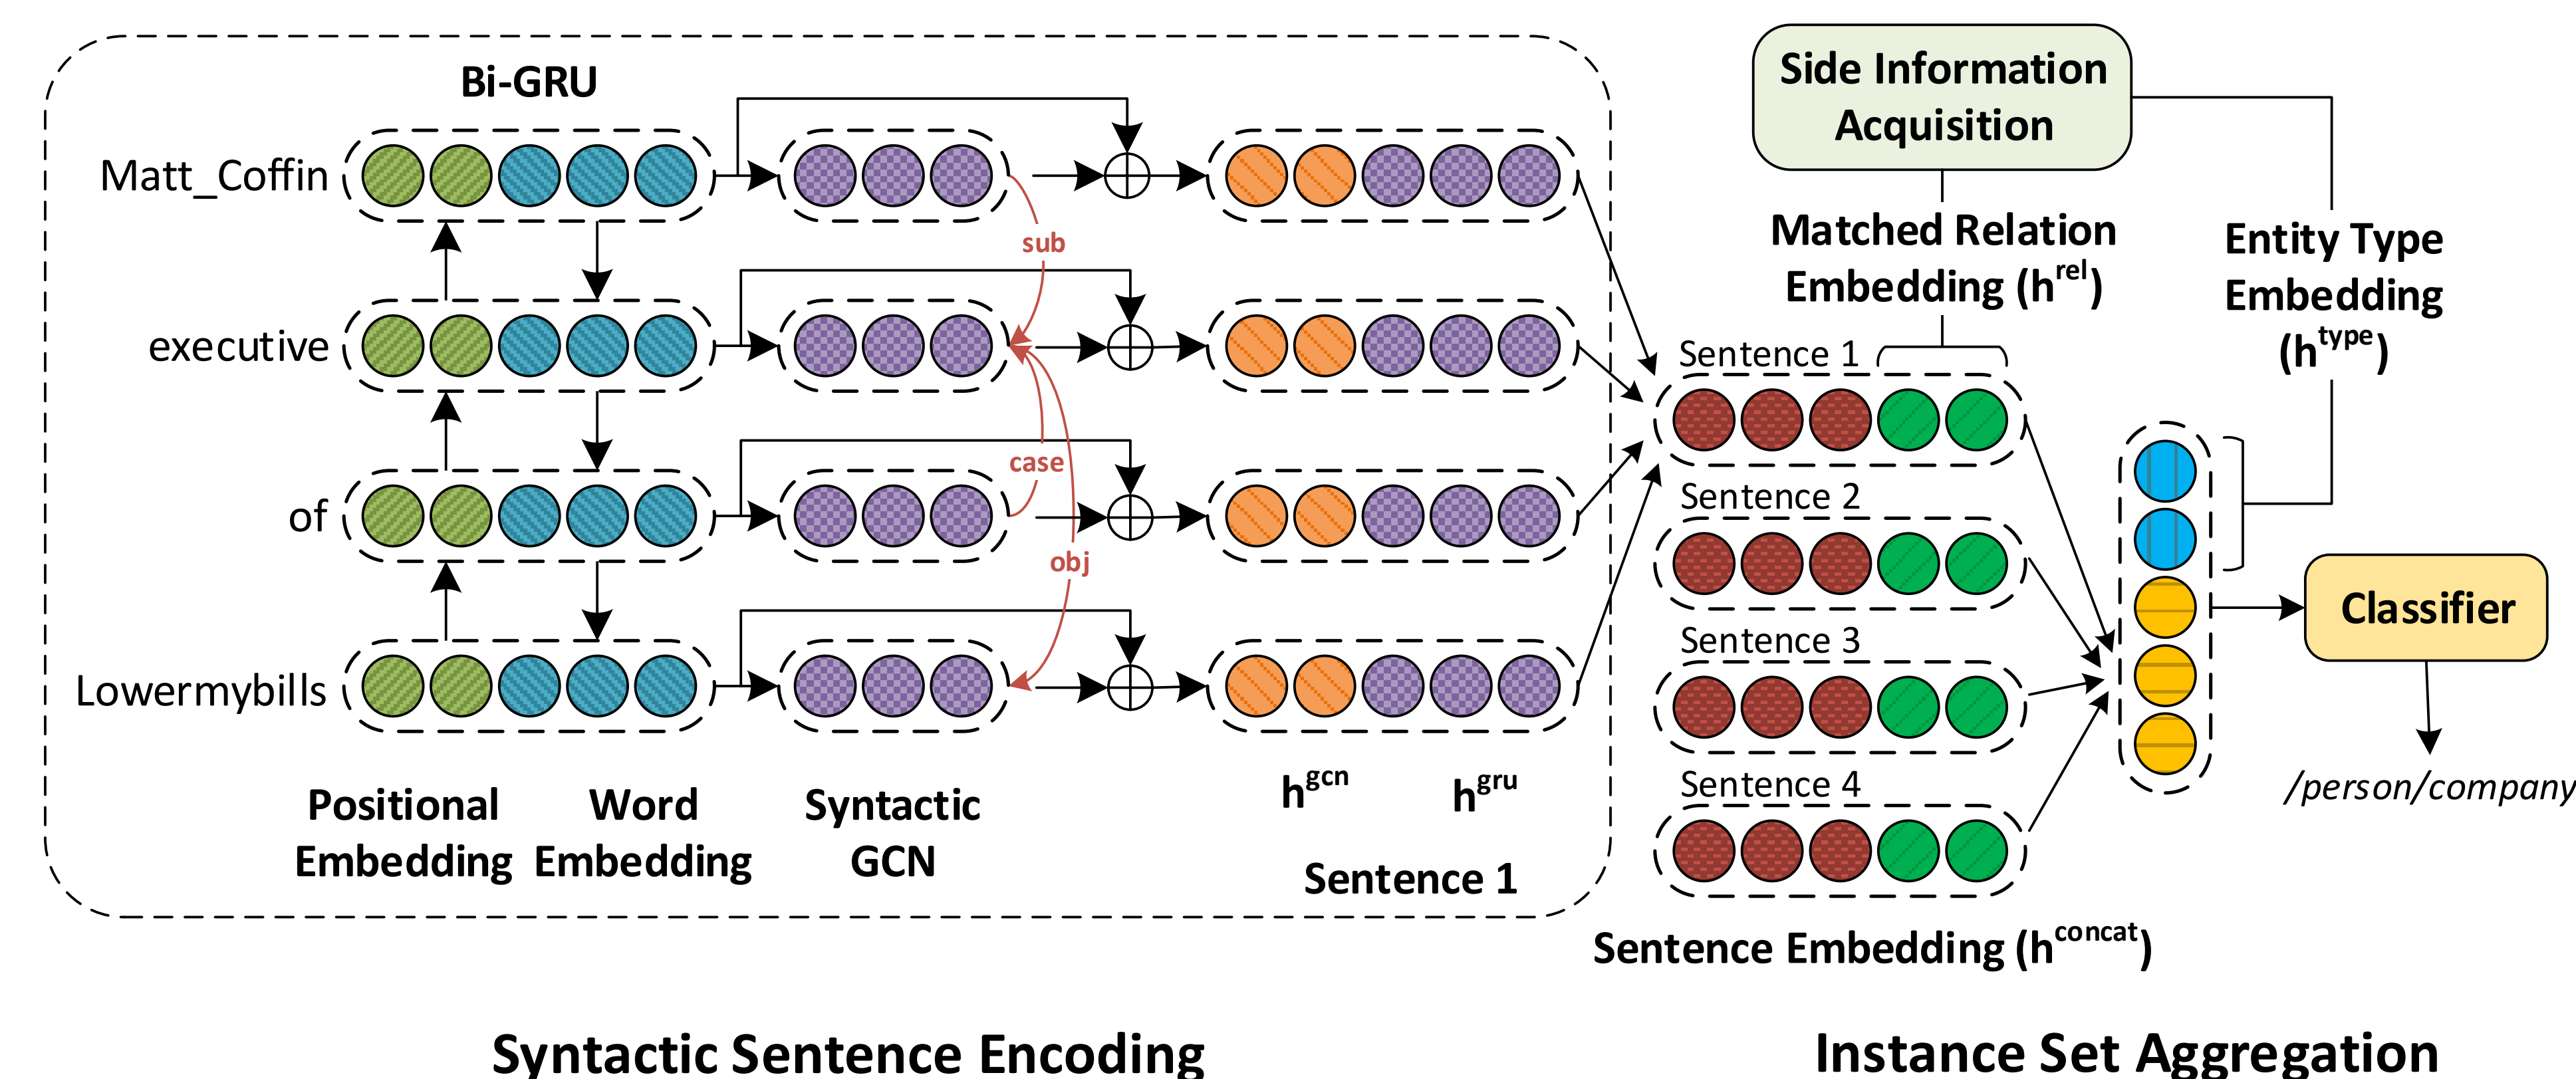 Bi-GRU
Matt_Coffin
executive
of
Lowermybills
sub
case
obj
Positional
Embedding
Word
Embedding
Syntactic
GCN
h^gcn
h^gru
Sentence 1
Side Information
Acquisition
Matched Relation
Embedding (h^rel)
Entity Type
Embedding
(h^type)
Sentence 1
Sentence 2
Sentence 3
Sentence 4
Classifier
/person/company
Sentence Embedding (h^concat)
Syntactic Sentence Encoding
Instance Set Aggregation